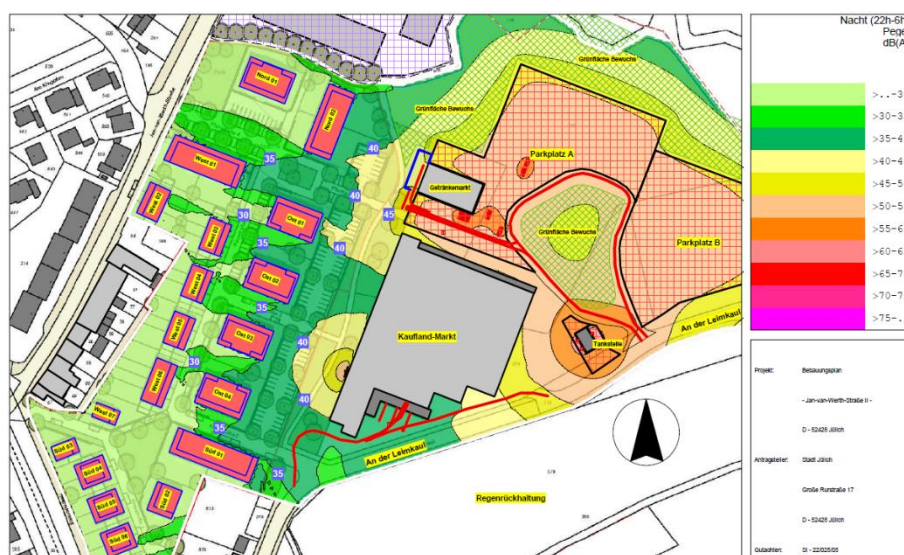 Nacht (22h-6h
Pege
dB(A
>..-3
30-3
>35-4
>40-4
>45-5
>50-5
>55-6
>60-6
>65-7
>70-7
>75-.
Projekt: Bebauungsplan
- Jan-van-Werth-Straße II -
D - 52428 Jülich
Antragsteller: Stadt Jülich
Große Rurstraße 17
D - 52428 Jülich
Gutachten: SI - 22/025/05
Nord 01
Nord 02
Grünfläche Bewuchs
Grünfläche Bewuchs
Parkplatz A
Getränkemarkt
Grünfläche Bewuchs
Parkplatz B
West 01
West 02
West 03
West 04
West 05
West 06
West 07
Ost 01
Ost 02
Ost 03
Ost 04
Süd 01
Süd 02
Süd 03
Süd 04
Süd 05
Süd 06
Kaufland-Markt
Tankstelle
An der Leimkaul
An der Leimkaul
Regenrückhaltung
40
35
40
45
30
40
35
35
40
30
35
40
35